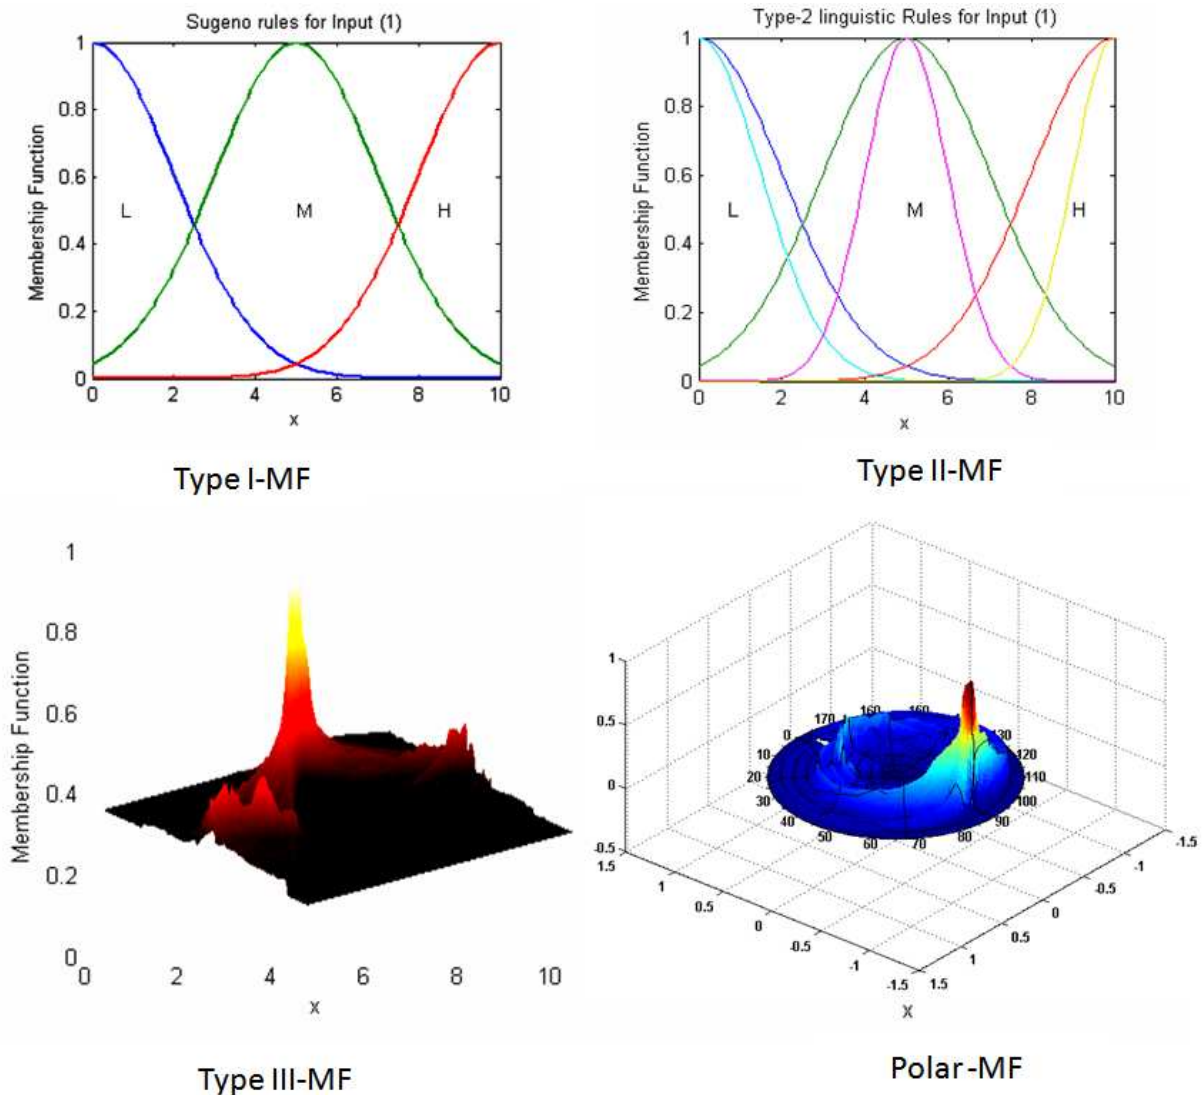 Sugeno rules for Input (1)
Membership Function
1
0.8
0.6
0.4
0.2
0
L
M
H
0 2 4 6 8 10
x
Type I-MF
Type-2 linguistic Rules for Input (1)
Membership Function
1
0.8
0.6
0.4
0.2
0
L
M
H
0 2 4 6 8 10
x
Type II-MF
Membership Function
1
0.8
0.6
0.4
0.2
0
0 2 4 6 8 10
x
Type III-MF
1
0.5
0
-0.5
1.5
1
0.5
0
-0.5
-1
-1.5
1.5
1
0.5
0
-0.5
-1
-1.5
170 160 160
0 130
10 120
20 110
30 100
40 90
50 80
60 70
x
Polar-MF